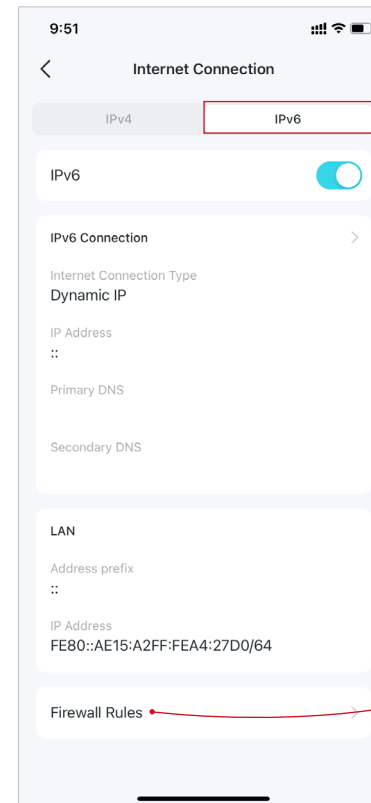 9:51
Internet Connection
IPv4 IPv6
IPv6
IPv6 Connection
Internet Connection Type
Dynamic IP
IP Address
::
Primary DNS
Secondary DNS
LAN
Address prefix
::
IP Address
FE80::AE15:A2FF:FEA4:27D0/64
Firewall Rules